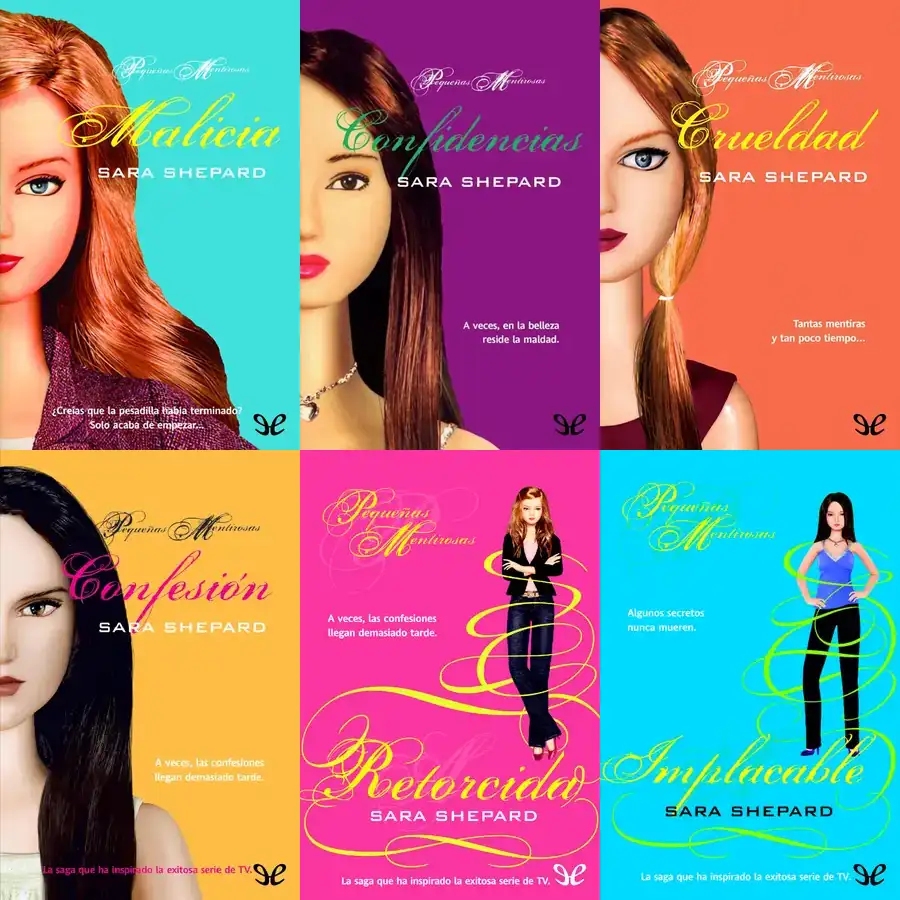 Pequeñas Mentirosas
Malicia
SARA SHEPARD
¿Creías que la pesadilla había terminado?
Solo acaba de empezar...
Pequeñas Mentirosas
Confidencias
SARA SHEPARD
A veces, en la belleza
reside la maldad.
Pequeñas Mentirosas
Crueldad
SARA SHEPARD
Tantas mentiras
y tan poco tiempo...
Pequeñas Mentirosas
Confesión
SARA SHEPARD
A veces, las confesiones
llegan demasiado tarde.
La saga que ha inspirado la exitosa serie de TV.
Pequeñas
Mentirosas
A veces, las confesiones
llegan demasiado tarde.
Retorcida
SARA SHEPARD
La saga que ha inspirado la exitosa serie de TV.
Pequeñas
Mentirosas
Algunos secretos
nunca mueren.
Implacable
SARA SHEPARD
La saga que ha inspirado la exitosa serie de TV.